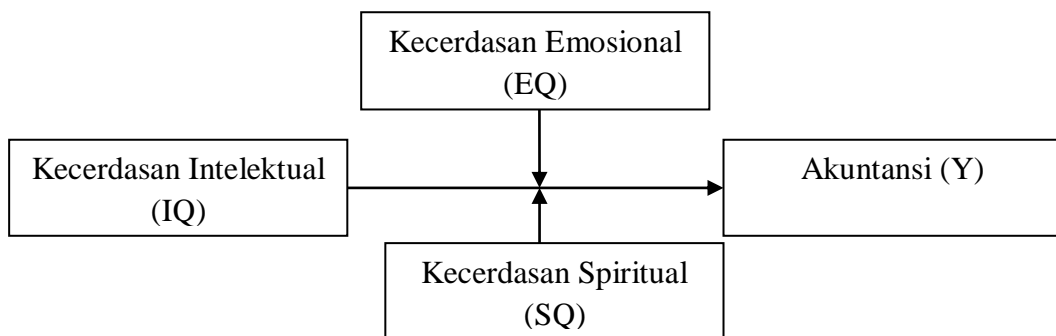 Kecerdasan Emosional
(EQ)
Kecerdasan Intelektual
(IQ)
Akuntansi (Y)
Kecerdasan Spiritual
(SQ)